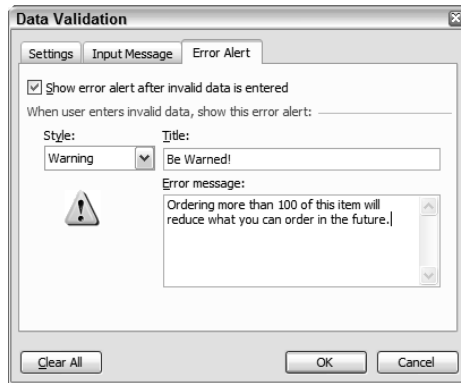 Data Validation
Settings
Input Message
Error Alert
Show error alert after invalid data is entered
When user enters invalid data, show this error alert:
Style:
Title:
Warning
Be Warned!
Error message:
Ordering more than 100 of this item will
reduce what you can order in the future.
Clear All
OK
Cancel